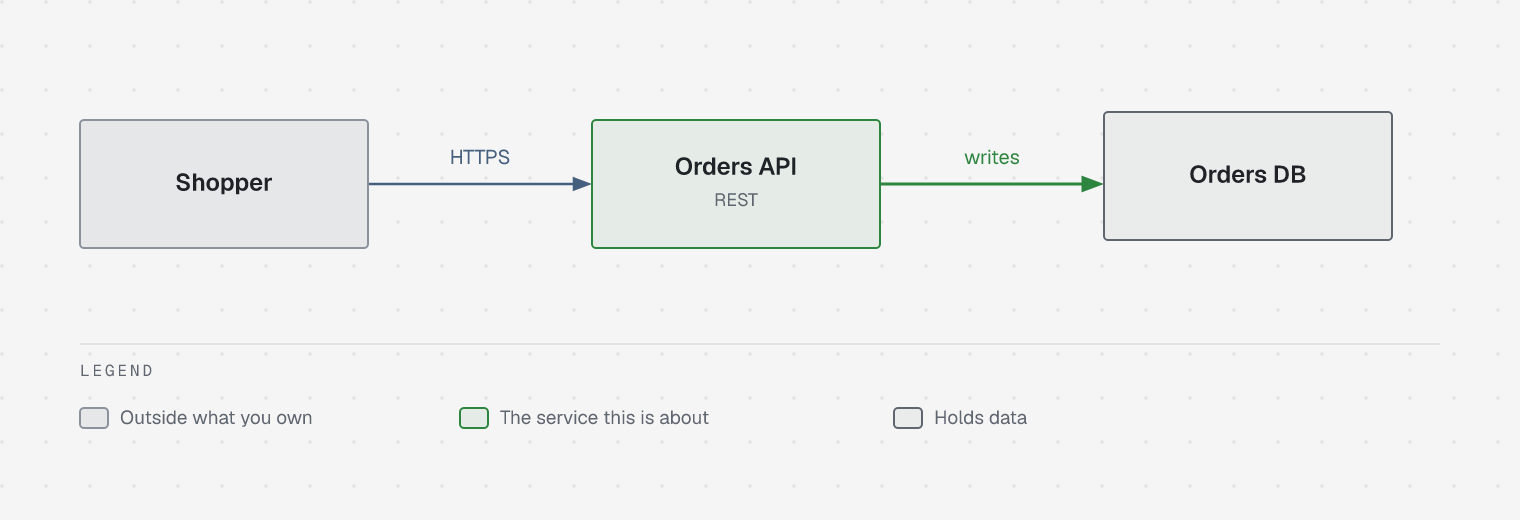 Shopper
HTTPS
Orders API
REST
writes
Orders DB
LEGEND
Outside what you own
The service this is about
Holds data